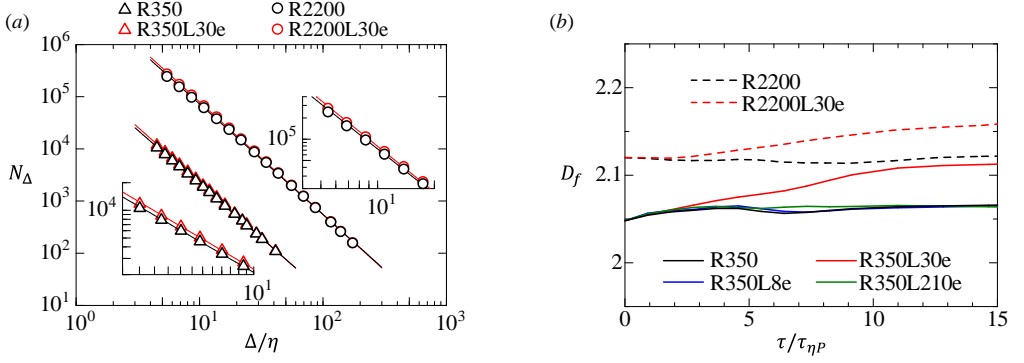 (a)
R350
R2200
R350L30e
R2200L30e
N_Δ
10^6
10^5
10^4
10^3
10^2
10^1
10^0
10^1
10^2
10^3
Δ/η
10^5
10^1
10^4
10^1
(b)
R2200
R2200L30e
D_f
2.2
2.1
2
R350
R350L30e
R350L8e
R350L210e
0
5
10
15
τ/τ_ηP